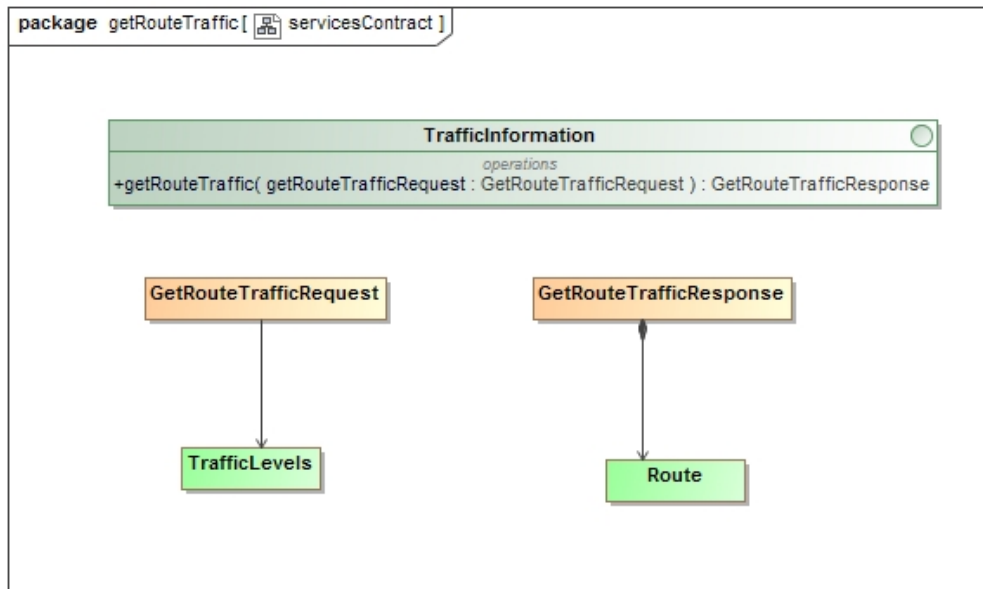 package getRouteTraffic[ servicesContract ]
TrafficInformation
operations
+getRouteTraffic( getRouteTrafficRequest : GetRouteTrafficRequest ) : GetRouteTrafficResponse
GetRouteTrafficRequest
GetRouteTrafficResponse
TrafficLevels
Route